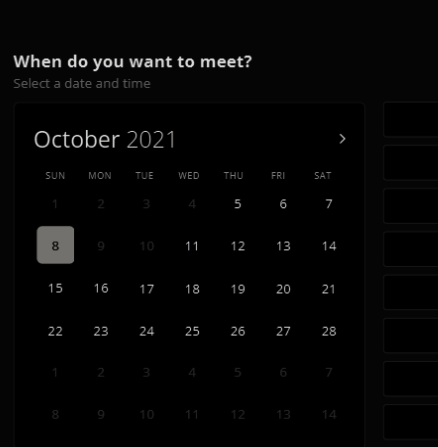 When do you want to meet?
Select a date and time
October 2021
SUN MON TUE WED THU FRI SAT
1 2 3 4 5 6 7
8 9 10 11 12 13 14
15 16 17 18 19 20 21
22 23 24 25 26 27 28
1 2 3 4 5 6 7
8 9 10 11 12 13 14